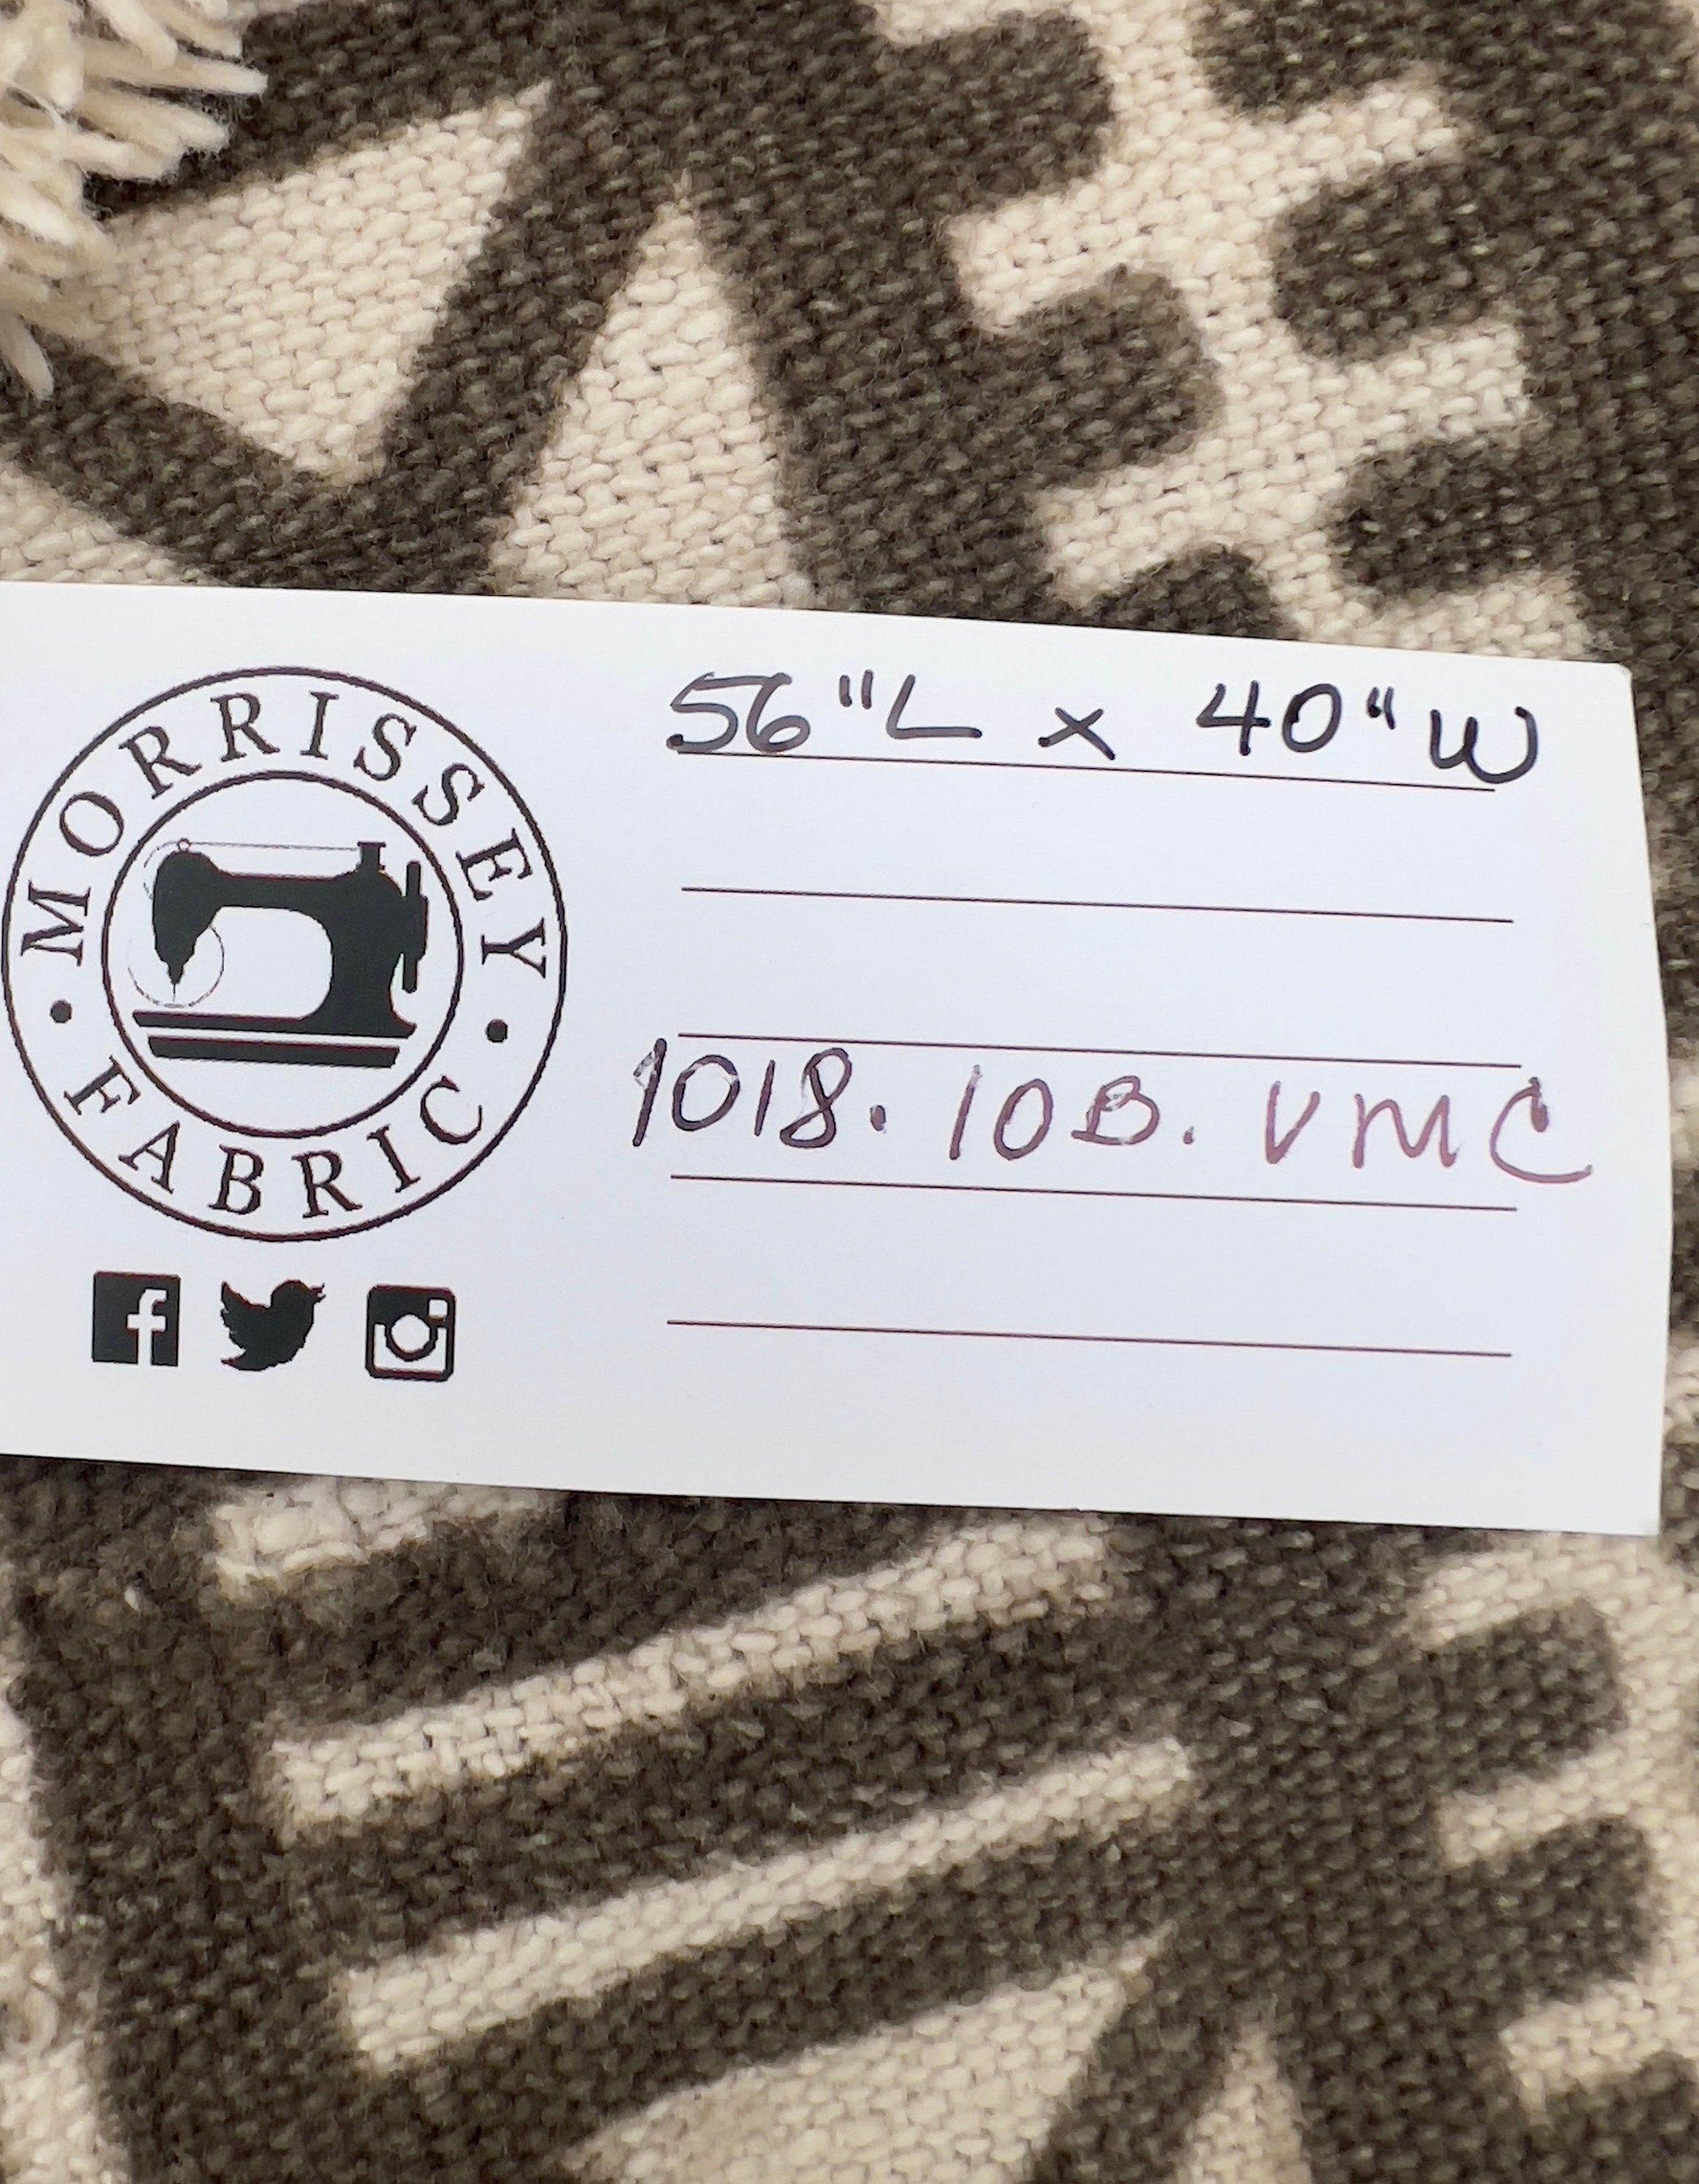 MORRISSEY
FABRIC
56"L x 40"W
1018. 10B. VMC